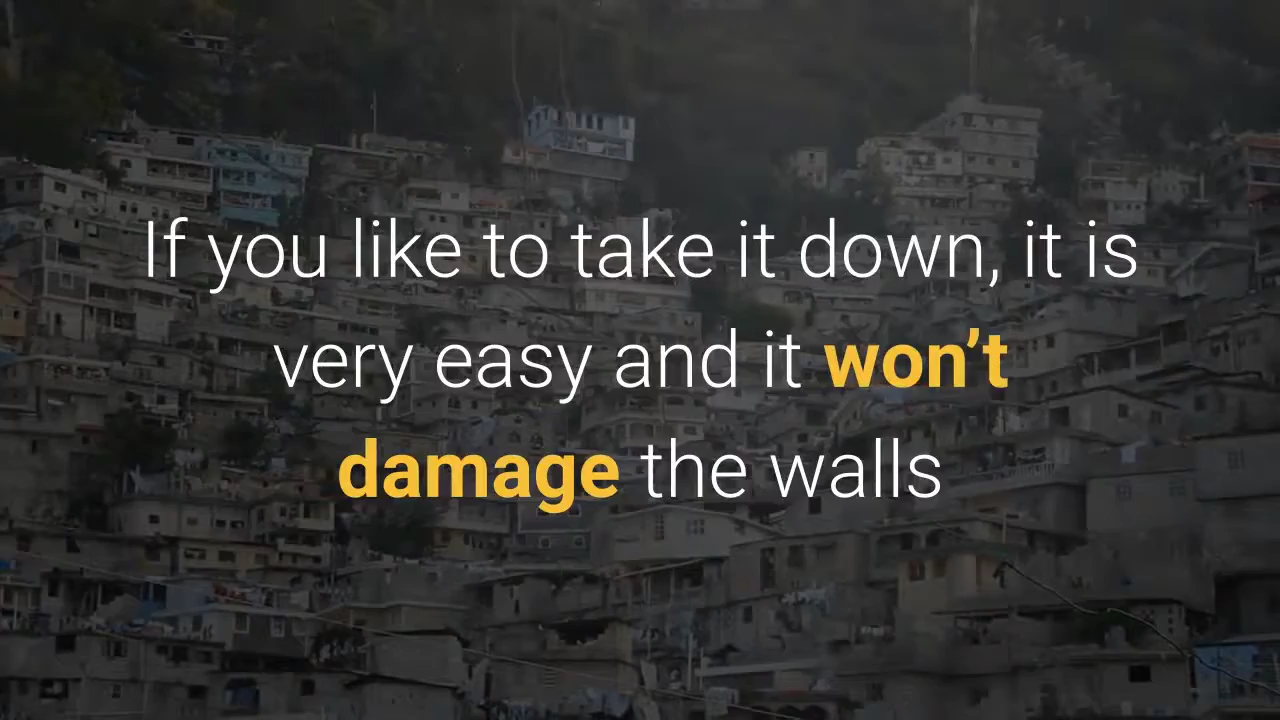 If you like to take it down, it is
very easy and it won’t
damage the walls